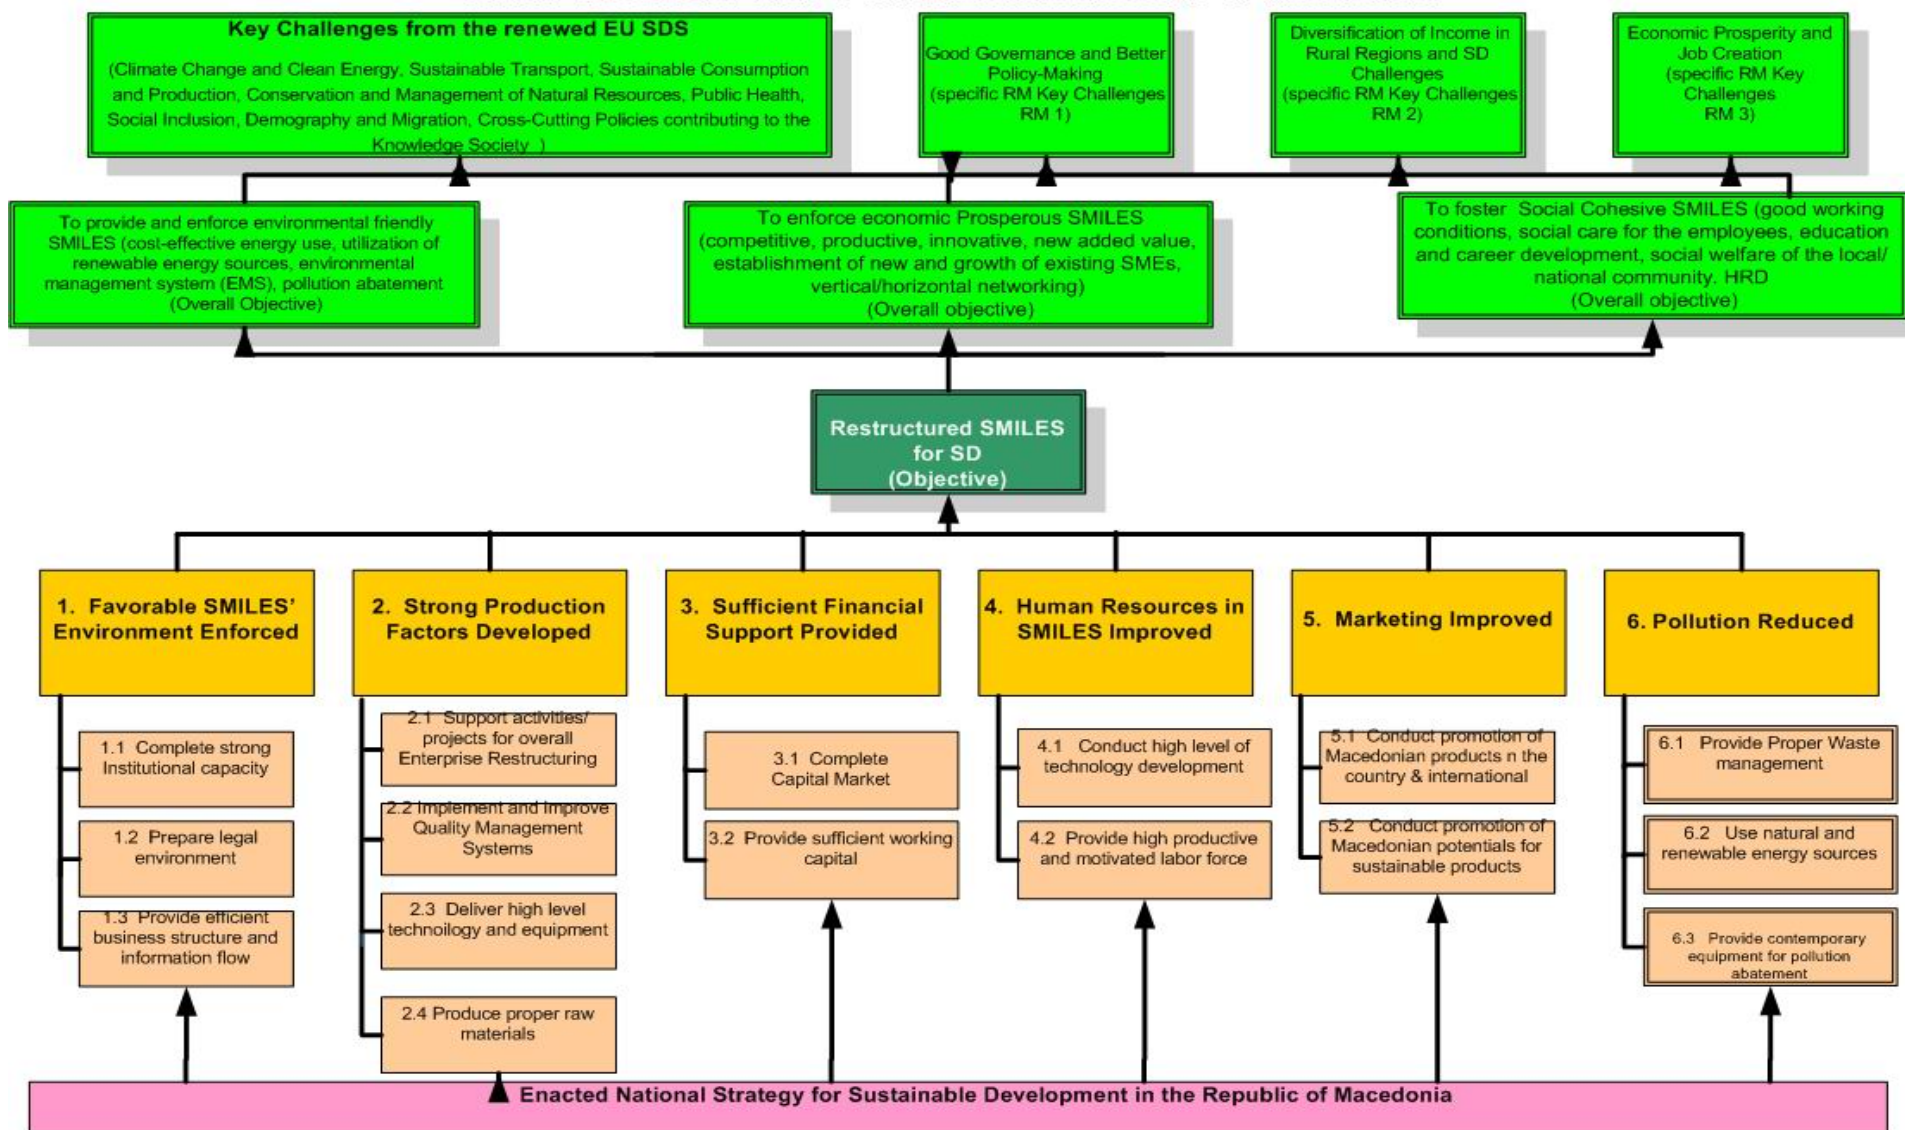 Key Challenges from the renewed EU SDS
(Climate Change and Clean Energy, Sustainable Transport, Sustainable Consumption
and Production, Conservation and Management of Natural Resources, Public Health,
Social Inclusion, Demography and Migration, Cross-Cutting Policies contributing to the
Knowledge Society )
Good Governance and Better
Policy-Making
(specific RM Key Challenges
RM 1)
Diversification of Income in
Rural Regions and SD
Challenges
(specific RM Key Challenges
RM 2)
Economic Prosperity and
Job Creation
(specific RM Key
Challenges
RM 3)
To provide and enforce environmental friendly
SMILES (cost-effective energy use, utilization of
renewable energy sources, environmental
management system (EMS), pollution abatement
(Overall Objective)
To enforce economic Prosperous SMILES
(competitive, productive, innovative, new added value,
establishment of new and growth of existing SMEs,
vertical/horizontal networking)
(Overall objective)
To foster Social Cohesive SMILES (good working
conditions, social care for the employees, education
and career development, social welfare of the local/
national community. HRD
(Overall objective)
Restructured SMILES
for SD
(Objective)
1. Favorable SMILES’
Environment Enforced
2. Strong Production
Factors Developed
3. Sufficient Financial
Support Provided
4. Human Resources in
SMILES Improved
5. Marketing Improved
6. Pollution Reduced
1.1 Complete strong
Institutional capacity
1.2 Prepare legal
environment
1.3 Provide efficient
business structure and
information flow
2.1 Support activities/
projects for overall
Enterprise Restructuring
2.2 Implement and Improve
Quality Management
Systems
2.3 Deliver high level
technoilogy and equipment
2.4 Produce proper raw
materials
3.1 Complete
Capital Market
3.2 Provide sufficient working
capital
4.1 Conduct high level of
technology development
4.2 Provide high productive
and motivated labor force
5.1 Conduct promotion of
Macedonian products n the
country & international
5.2 Conduct promotion of
Macedonian potentials for
sustainable products
6.1 Provide Proper Waste
management
6.2 Use natural and
renewable energy sources
6.3 Provide contemporary
equipment for pollution
abatement
Enacted National Strategy for Sustainable Development in the Republic of Macedonia